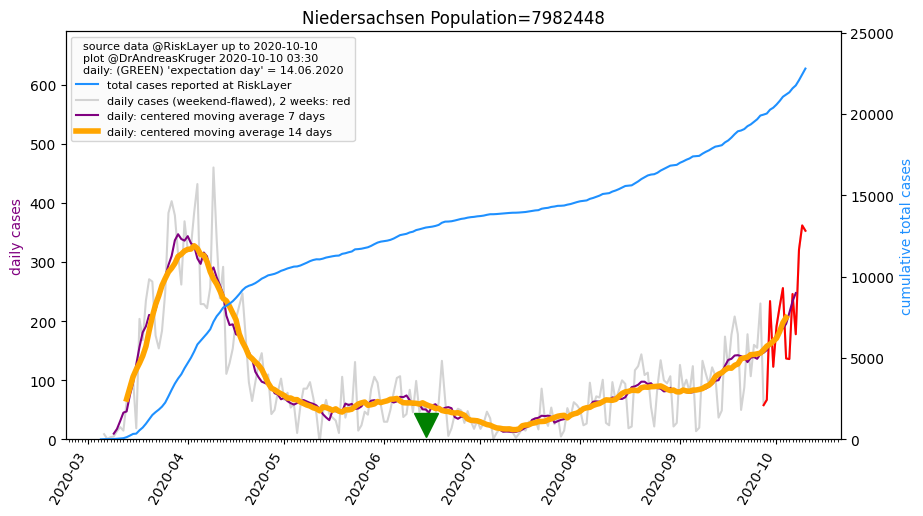 Niedersachsen Population=7982448
source data @RiskLayer up to 2020-10-10
plot @DrAndreasKruger 2020-10-10 03:30
daily: (GREEN) 'expectation day' = 14.06.2020
total cases reported at RiskLayer
daily cases (weekend-flawed), 2 weeks: red
daily: centered moving average 7 days
daily: centered moving average 14 days
daily cases
600
500
400
300
200
100
0
cumulative total cases
25000
20000
15000
10000
5000
0
2020-03
2020-04
2020-05
2020-06
2020-07
2020-08
2020-09
2020-10